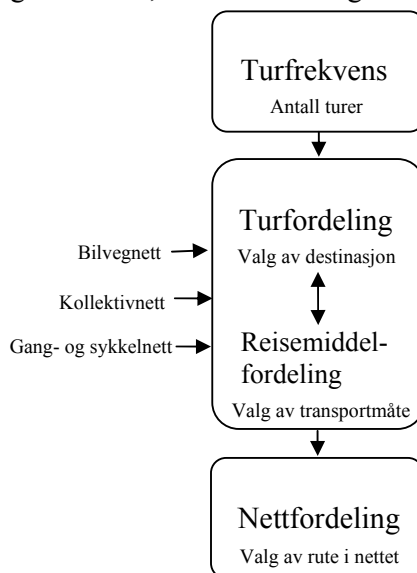 Turfrekvens
Antall turer
Turfordeling
Valg av destinasjon
Bilvegnett
Kollektivnett
Gang- og sykkelnett
Reisemiddel-
fordeling
Valg av transportmåte
Nettfordeling
Valg av rute i nettet